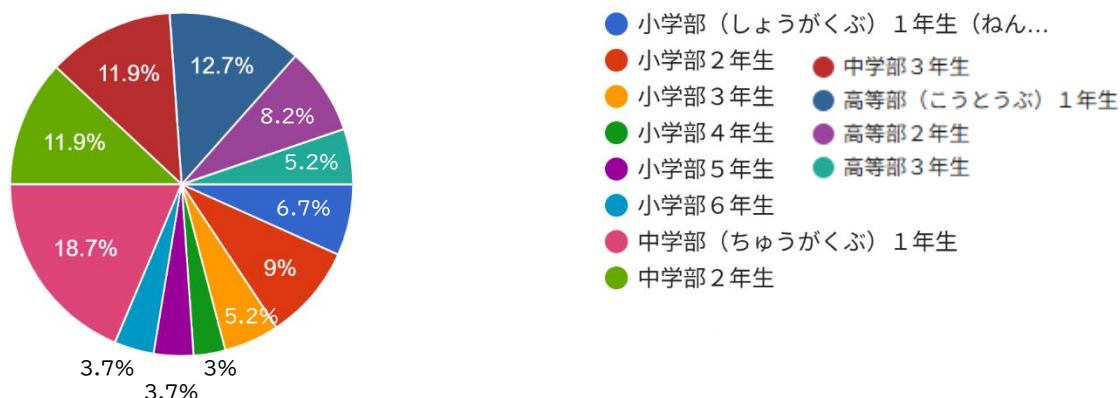 11.9%
12.7%
8.2%
5.2%
11.9%
6.7%
18.7%
9%
5.2%
3.7%
3%
3.7%
小学部（しょうがくぶ）１年生（ねん...
小学部２年生
小学部３年生
小学部４年生
小学部５年生
小学部６年生
中学部（ちゅうがくぶ）１年生
中学部２年生
中学部３年生
高等部（こうとうぶ）１年生
高等部２年生
高等部３年生